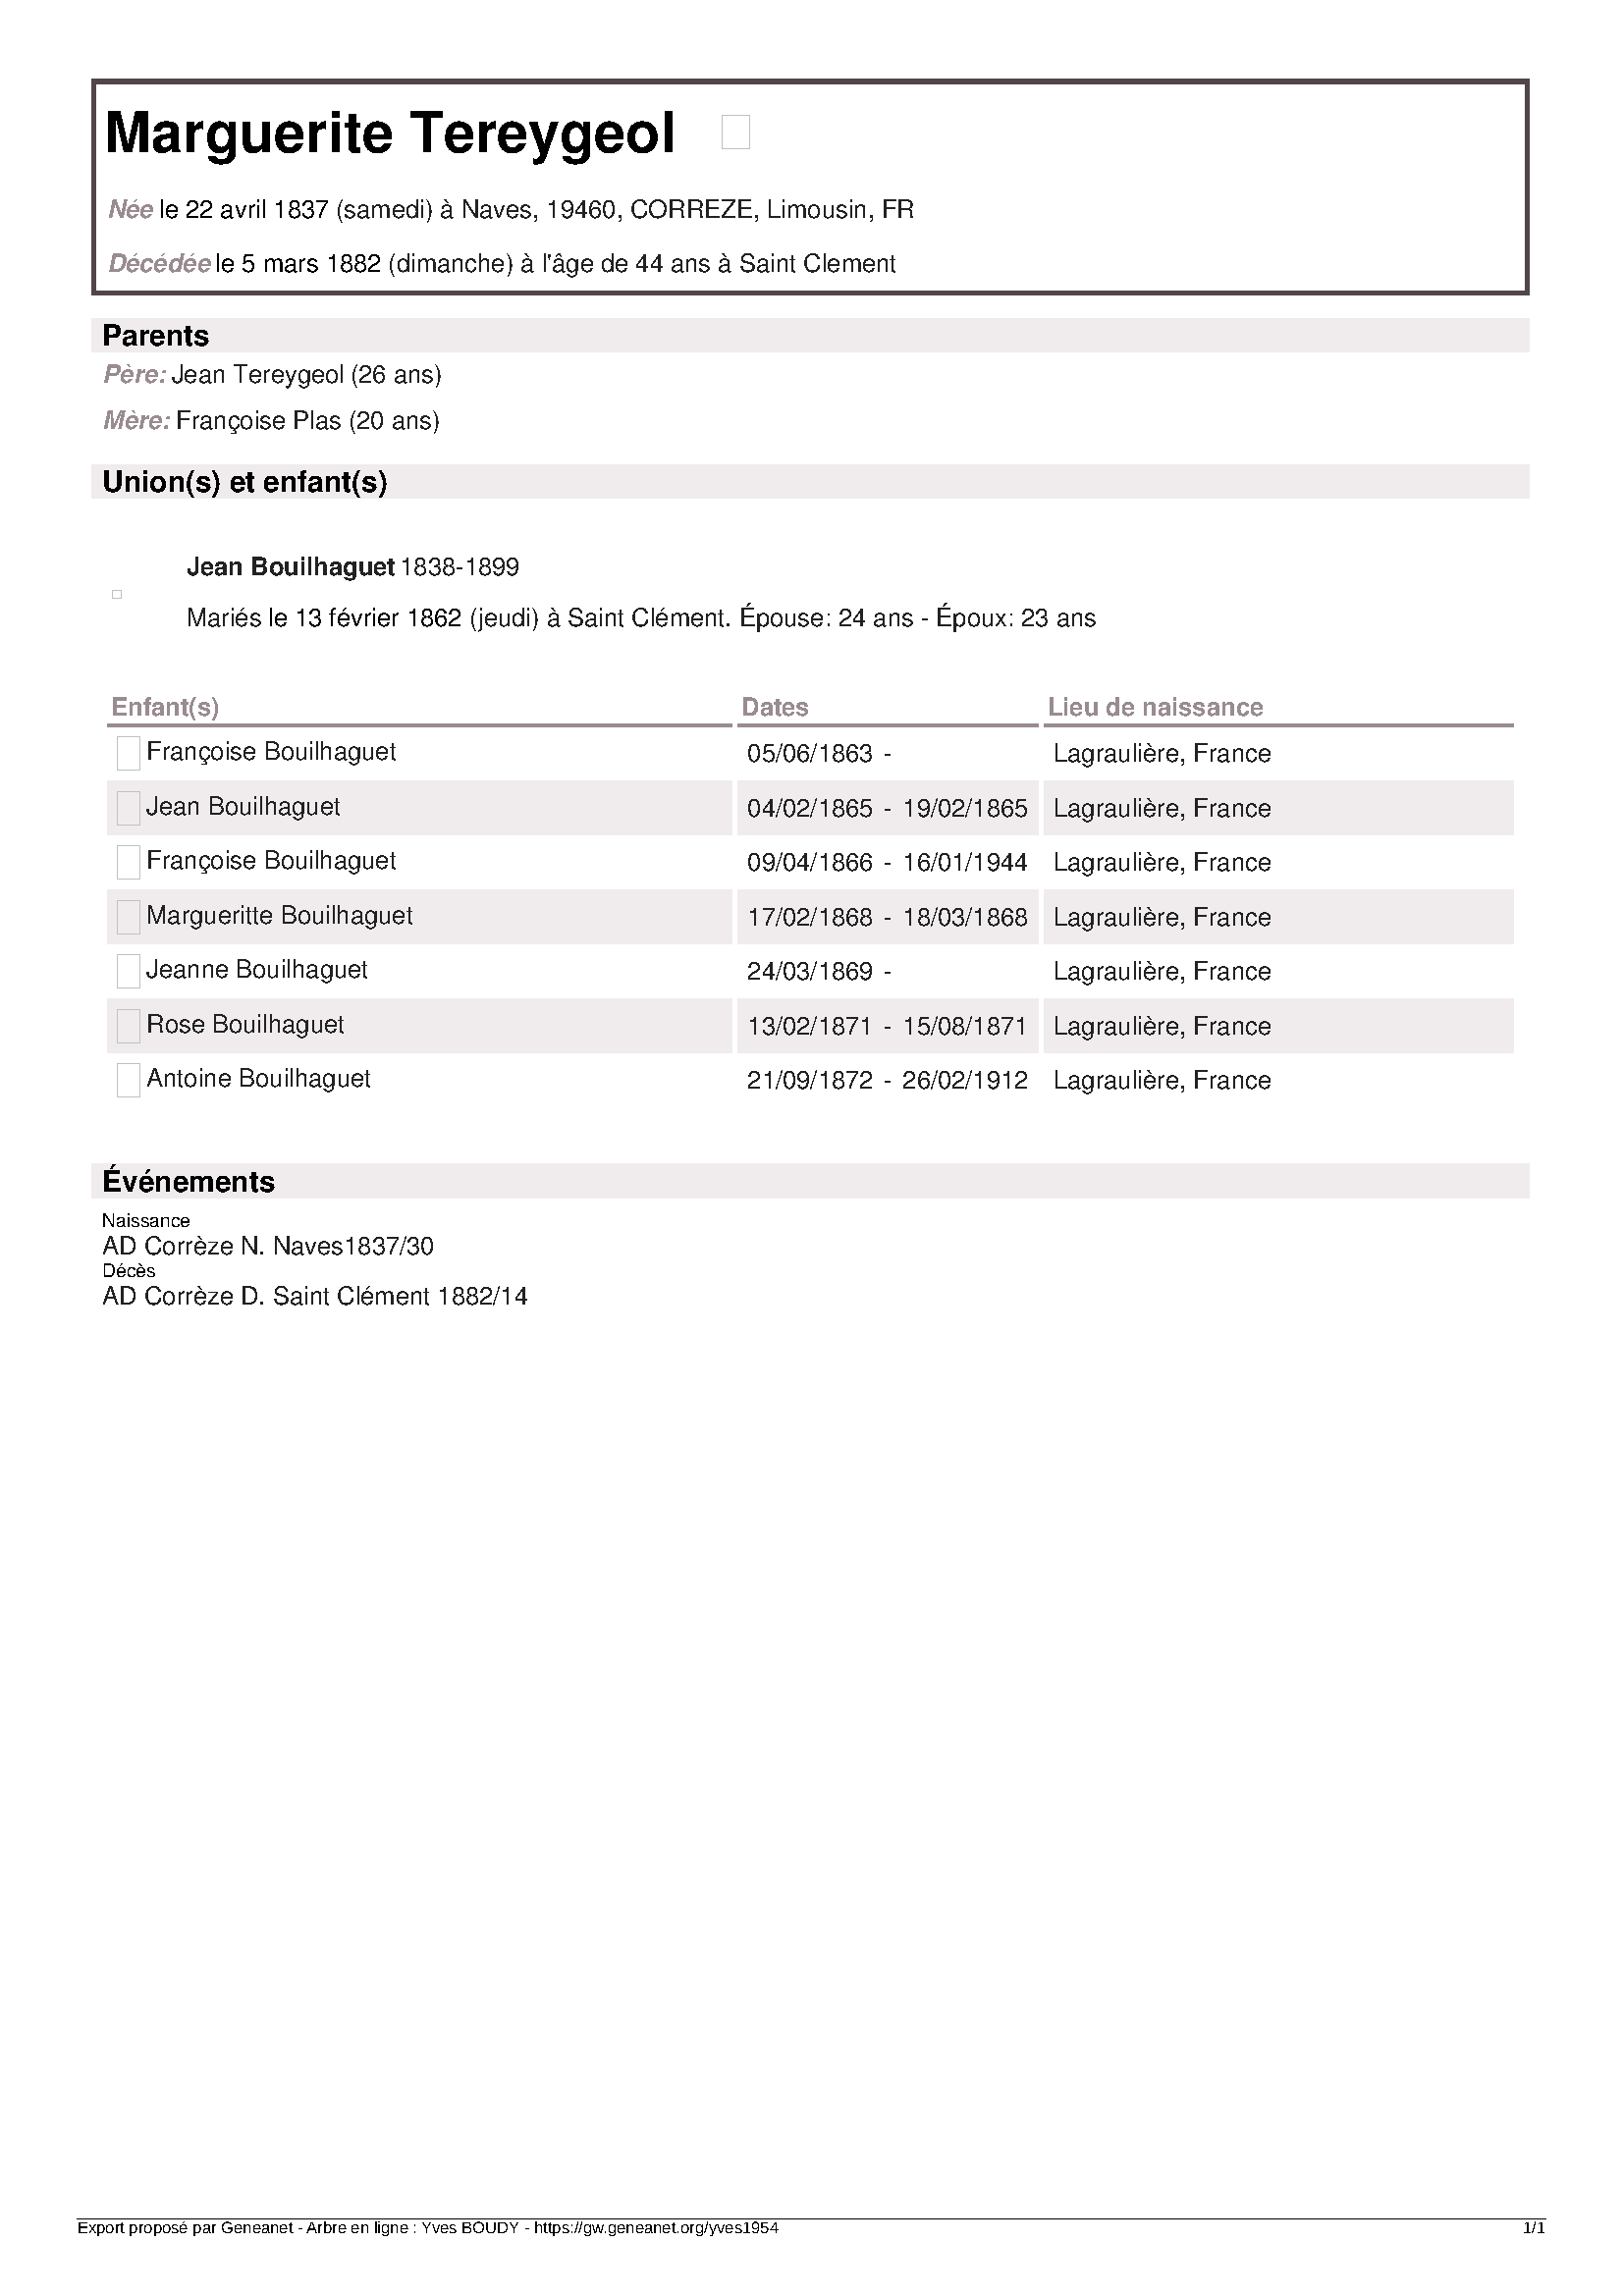 Marguerite Tereygeol
Née le 22 avril 1837 (samedi) à Naves, 19460, CORREZE, Limousin, FR
Décédée le 5 mars 1882 (dimanche) à l'âge de 44 ans à Saint Clement
Parents
Père: Jean Tereygeol (26 ans)
Mère: Françoise Plas (20 ans)
Union(s) et enfant(s)
Jean Bouilhaguet 1838-1899
Mariés le 13 février 1862 (jeudi) à Saint Clément. Épouse: 24 ans - Époux: 23 ans
Enfant(s) Dates Lieu de naissance
Françoise Bouilhaguet 05/06/1863 - Lagraulière, France
Jean Bouilhaguet 04/02/1865 - 19/02/1865 Lagraulière, France
Françoise Bouilhaguet 09/04/1866 - 16/01/1944 Lagraulière, France
Margueritte Bouilhaguet 17/02/1868 - 18/03/1868 Lagraulière, France
Jeanne Bouilhaguet 24/03/1869 - Lagraulière, France
Rose Bouilhaguet 13/02/1871 - 15/08/1871 Lagraulière, France
Antoine Bouilhaguet 21/09/1872 - 26/02/1912 Lagraulière, France
Événements
Naissance
AD Corrèze N. Naves1837/30
Décès
AD Corrèze D. Saint Clément 1882/14
Export proposé par Geneanet - Arbre en ligne : Yves BOUDY - https://gw.geneanet.org/yves1954 1/1